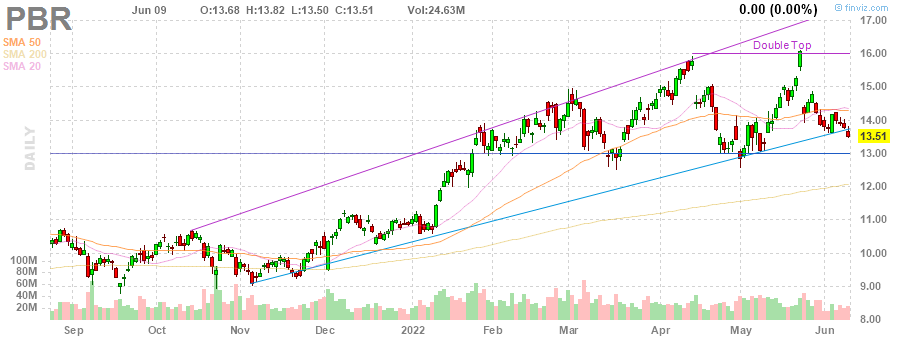 PBR Jun 09 O:13.68 H:13.82 L:13.50 C:13.51 Vol:24.63M 0.00 (0.00%) © finviz.com
SMA 50
SMA 200
SMA 20
DAILY
Double Top
17.00
16.00
15.00
14.00
13.51
13.00
12.00
11.00
10.00
9.00
8.00
100M
80M
60M
40M
20M
Sep Oct Nov Dec 2022 Feb Mar Apr May Jun